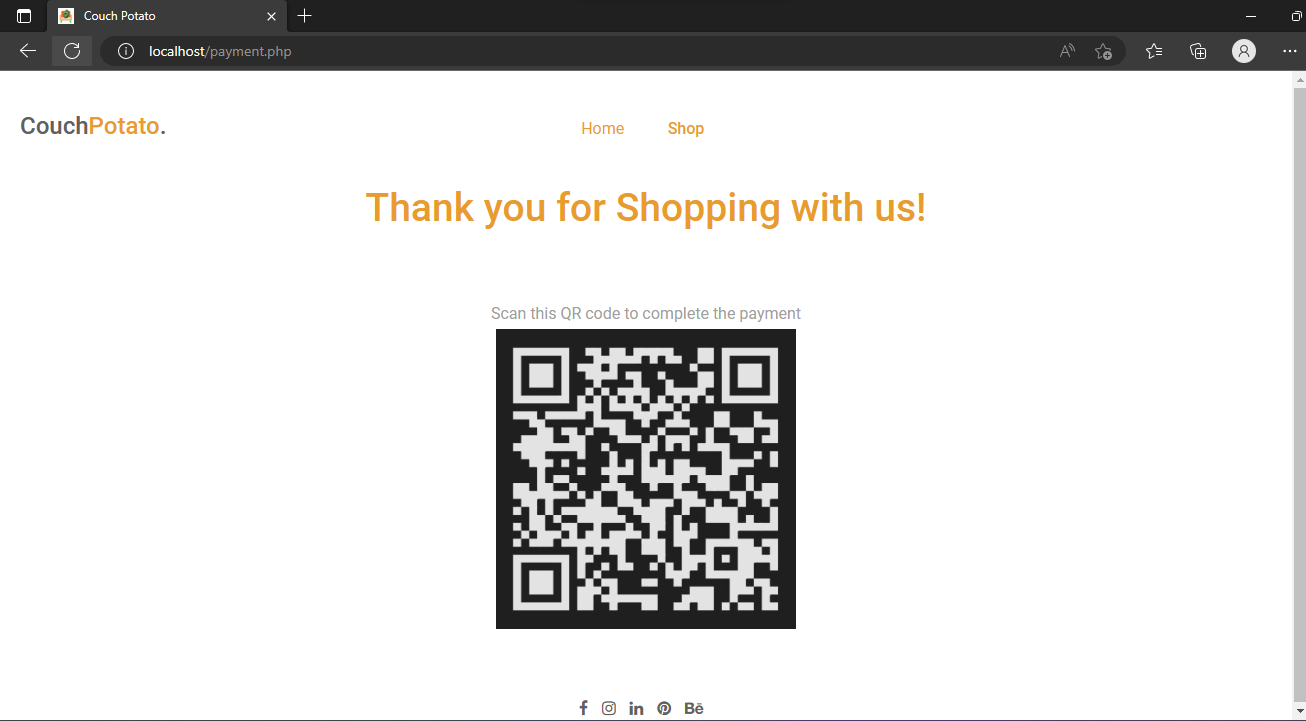 Couch Potato
localhost/payment.php
CouchPotato.
Home
Shop
Thank you for Shopping with us!
Scan this QR code to complete the payment
f
in
Bē